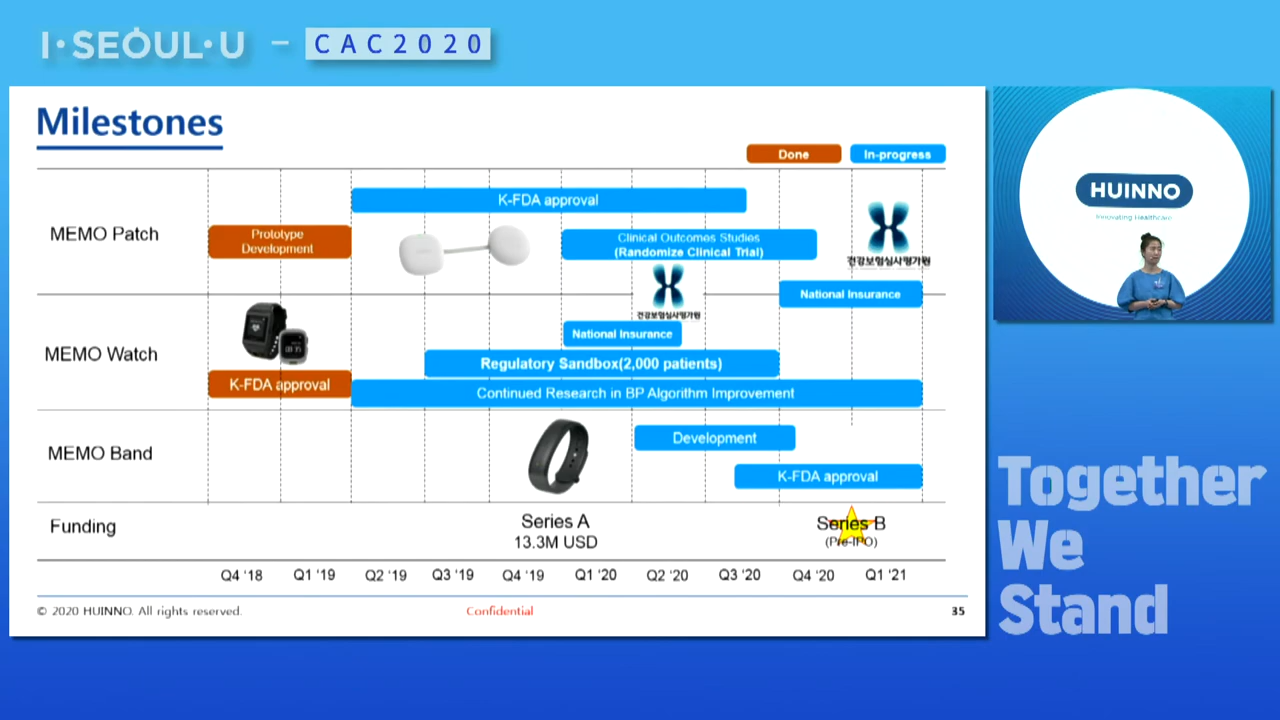 I·SEOUL·U – CAC2020
Milestones
Done
In-progress
K-FDA approval
MEMO Patch
Prototype
Development
Clinical Outcomes Studies
(Randomize Clinical Trial)
건강보험심사평가원
National Insurance
건강보험심사평가원
National Insurance
MEMO Watch
Regulatory Sandbox(2,000 patients)
K-FDA approval
Continued Research in BP Algorithm Improvement
MEMO Band
Development
K-FDA approval
Funding
Series A
13.3M USD
Series B
(Pre-IPO)
Q4 '18
Q1 '19
Q2 '19
Q3 '19
Q4 '19
Q1 '20
Q2 '20
Q3 '20
Q4 '20
Q1 '21
© 2020 HUINNO. All rights reserved.
Confidential
35
HUINNO
Innovating Healthcare
Together
We
Stand